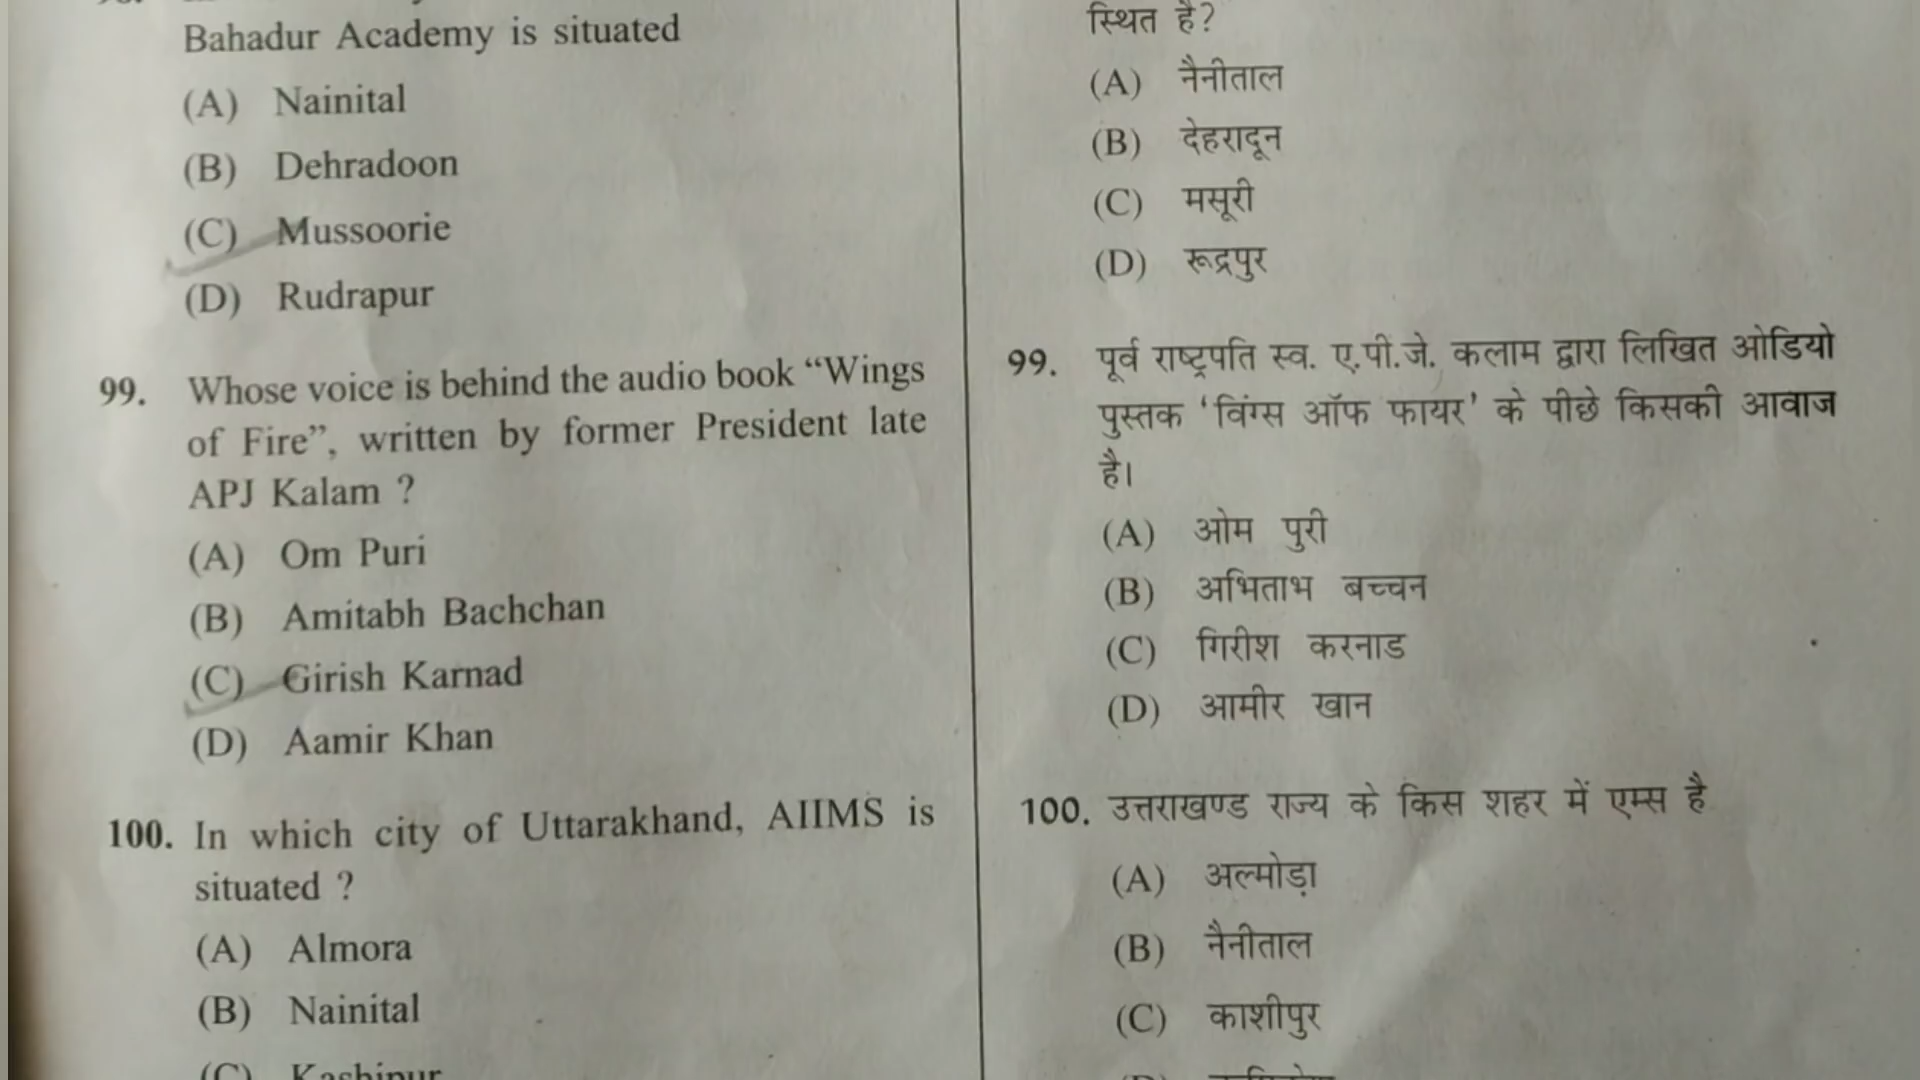 Bahadur Academy is situated
(A) Nainital
(B) Dehradoon
(C) Mussoorie
(D) Rudrapur
99. Whose voice is behind the audio book “Wings
of Fire”, written by former President late
APJ Kalam ?
(A) Om Puri
(B) Amitabh Bachchan
(C) Girish Karnad
(D) Aamir Khan
100. In which city of Uttarakhand, AIIMS is
situated ?
(A) Almora
(B) Nainital
(C) Kashipur
स्थित है?
(A) नैनीताल
(B) देहरादून
(C) मसूरी
(D) रूद्रपुर
99. पूर्व राष्ट्रपति स्व. ए.पी.जे. कलाम द्वारा लिखित ओडियो
पुस्तक ‘विंग्स ऑफ फायर’ के पीछे किसकी आवाज
है।
(A) ओम पुरी
(B) अभिताभ बच्चन
(C) गिरीश करनाड
(D) आमीर खान
100. उत्तराखण्ड राज्य के किस शहर में एम्स है
(A) अल्मोड़ा
(B) नैनीताल
(C) काशीपुर